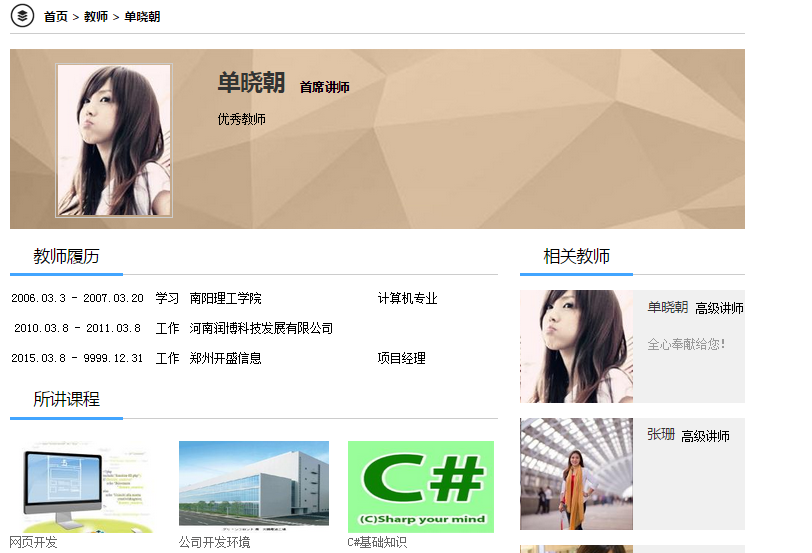 首页 > 教师 > 单晓朝
单晓朝 首席讲师
优秀教师
教师履历
2006.03.3 - 2007.03.20 学习 南阳理工学院 计算机专业
2010.03.8 - 2011.03.8 工作 河南润博科技发展有限公司
2015.03.8 - 9999.12.31 工作 郑州开盛信息 项目经理
所讲课程
C#
(C)Sharp your mind
网页开发 公司开发环境 C#基础知识
相关教师
单晓朝 高级讲师
全心奉献给您!
张珊 高级讲师